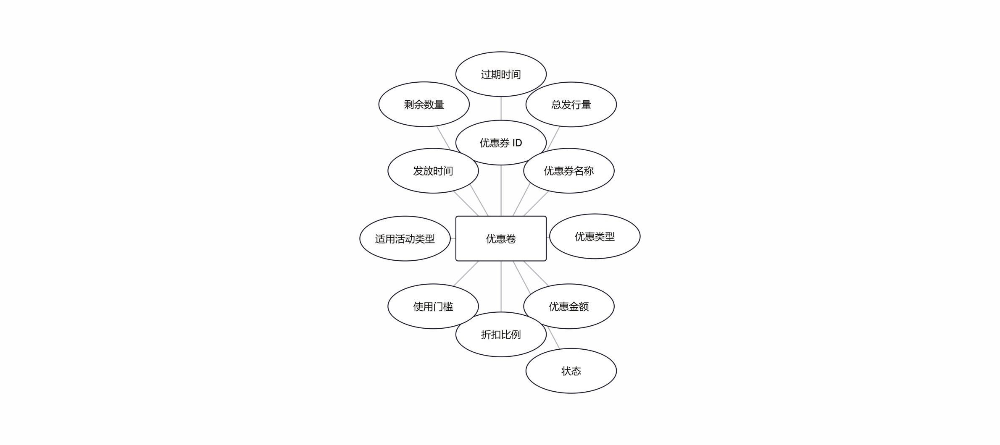 过期时间
剩余数量
总发行量
优惠券 ID
发放时间
优惠券名称
适用活动类型
优惠卷
优惠类型
使用门槛
优惠金额
折扣比例
状态